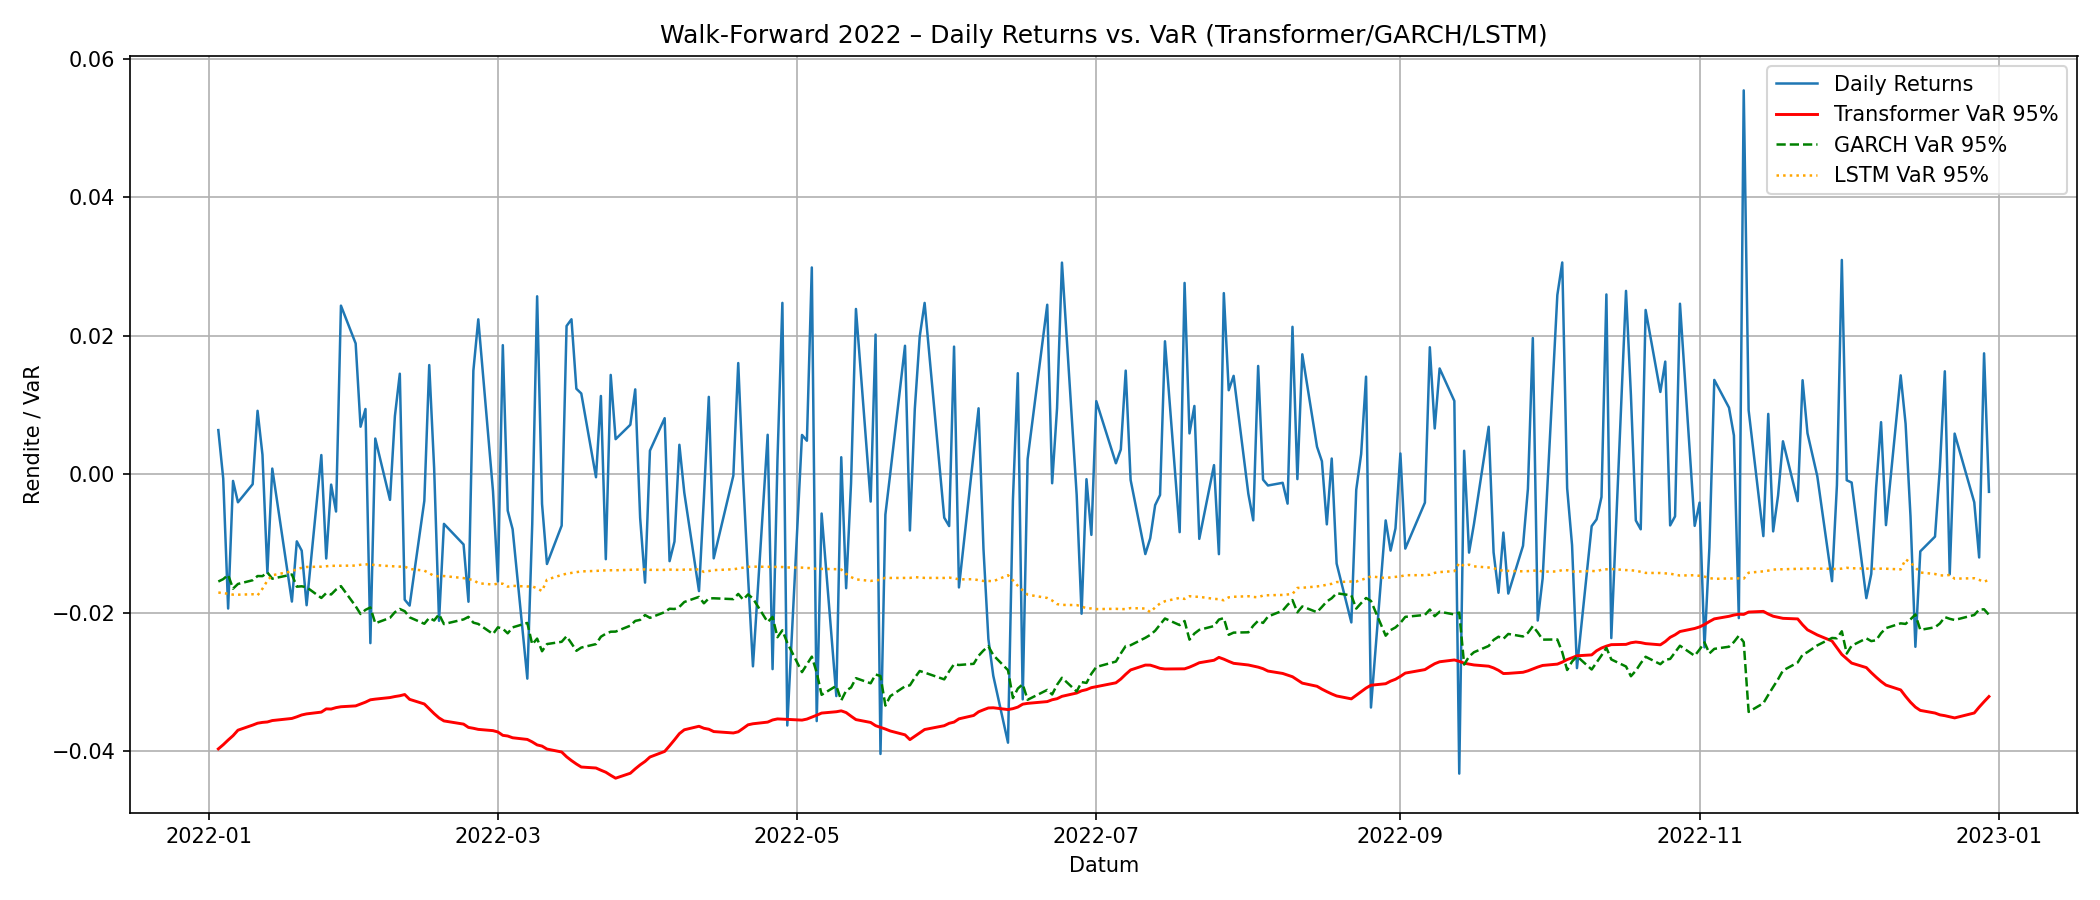 Walk-Forward 2022 – Daily Returns vs. VaR (Transformer/GARCH/LSTM)
0.06
0.04
0.02
0.00
−0.02
−0.04
Rendite / VaR
Daily Returns
Transformer VaR 95%
GARCH VaR 95%
LSTM VaR 95%
2022-01
2022-03
2022-05
2022-07
2022-09
2022-11
2023-01
Datum